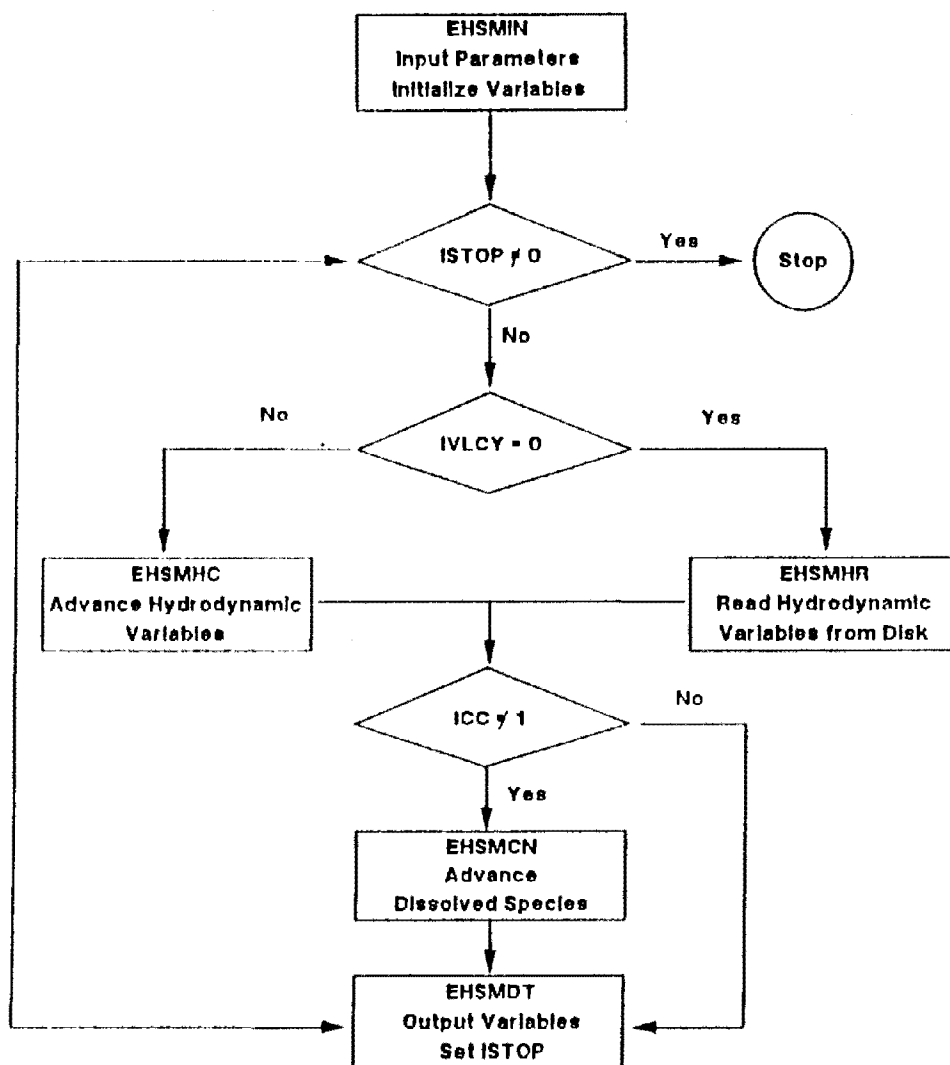 EHSMIN
Input Parameters
Initialize Variables
ISTOP ≠ 0
Yes
Stop
No
No
IVLCY = 0
Yes
EHSMHC
Advance Hydrodynamic
Variables
EHSMHR
Read Hydrodynamic
Variables from Disk
ICC ≠ 1
No
Yes
EHSMCN
Advance
Dissolved Species
EHSMDT
Output Variables
Set ISTOP